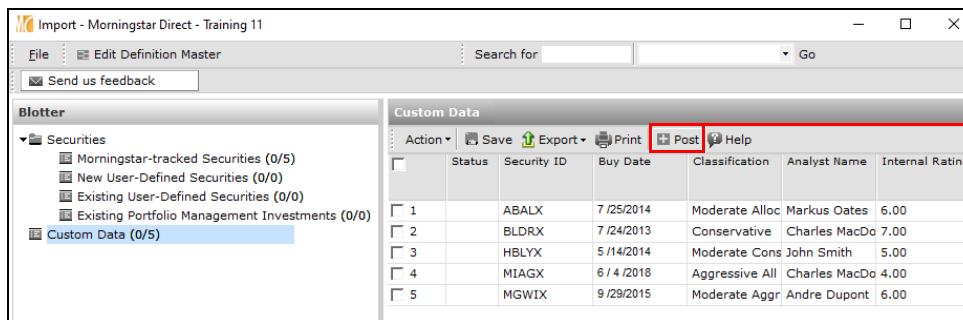 Import - Morningstar Direct - Training 11
File Edit Definition Master Search for Go
Send us feedback
Blotter
Securities
Morningstar-tracked Securities (0/5)
New User-Defined Securities (0/0)
Existing User-Defined Securities (0/0)
Existing Portfolio Management Investments (0/0)
Custom Data (0/5)
Custom Data
Action Save Export Print Post Help
Status Security ID Buy Date Classification Analyst Name Internal Ratin
1 ABALX 7 /25/2014 Moderate Alloc Markus Oates 6.00
2 BLDRX 7 /24/2013 Conservative Charles MacDo 7.00
3 HBLYX 5 /14/2014 Moderate Cons John Smith 5.00
4 MIAGX 6 / 4 /2018 Aggressive All Charles MacDo 4.00
5 MGWIX 9 /29/2015 Moderate Aggr Andre Dupont 6.00